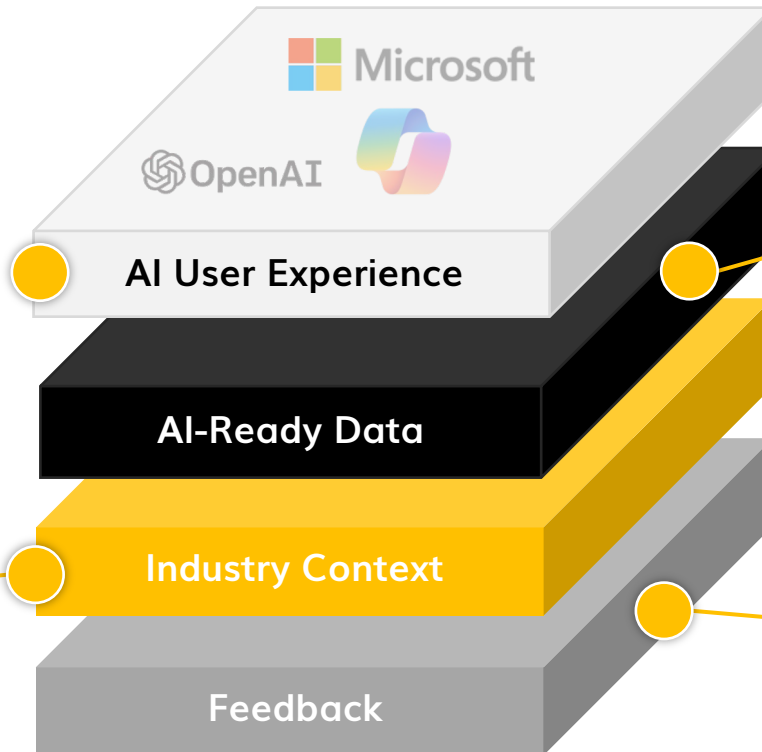 Microsoft
OpenAI
AI User Experience
AI-Ready Data
Industry Context
Feedback